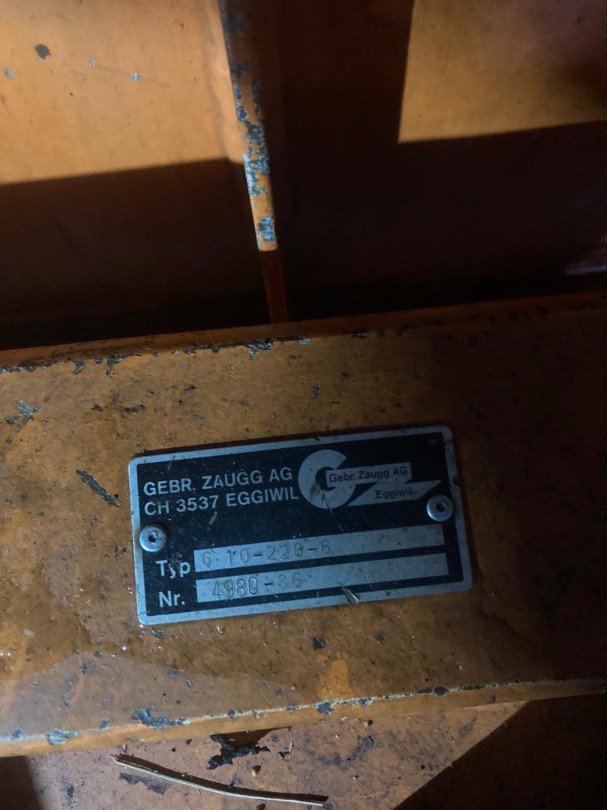 GEBR. ZAUGG AG
CH 3537 EGGIWIL
G
Gebr. Zaugg AG
Eggiwil
Typ G 10-220-6
Nr. 4980-86